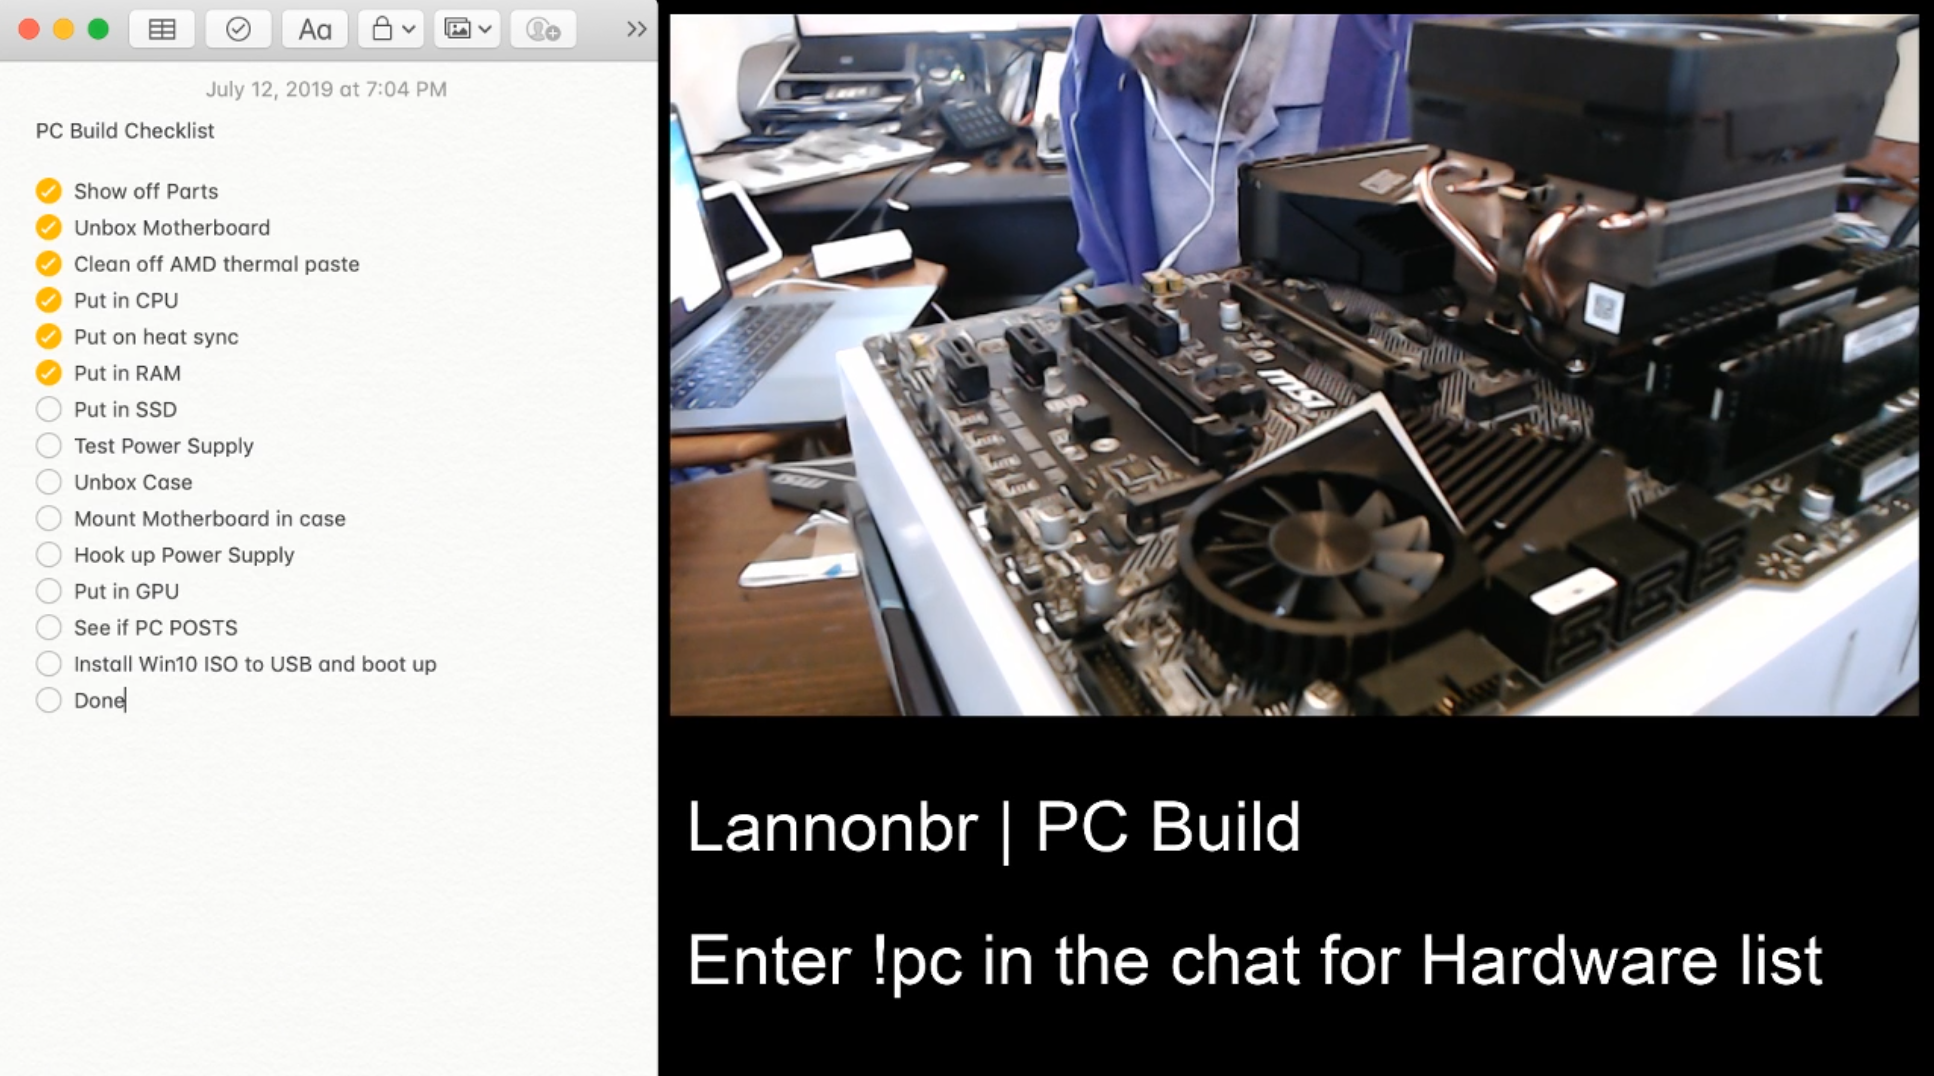 Aa
July 12, 2019 at 7:04 PM
PC Build Checklist
Show off Parts
Unbox Motherboard
Clean off AMD thermal paste
Put in CPU
Put on heat sync
Put in RAM
Put in SSD
Test Power Supply
Unbox Case
Mount Motherboard in case
Hook up Power Supply
Put in GPU
See if PC POSTS
Install Win10 ISO to USB and boot up
Done
msi
Lannonbr | PC Build
Enter !pc in the chat for Hardware list